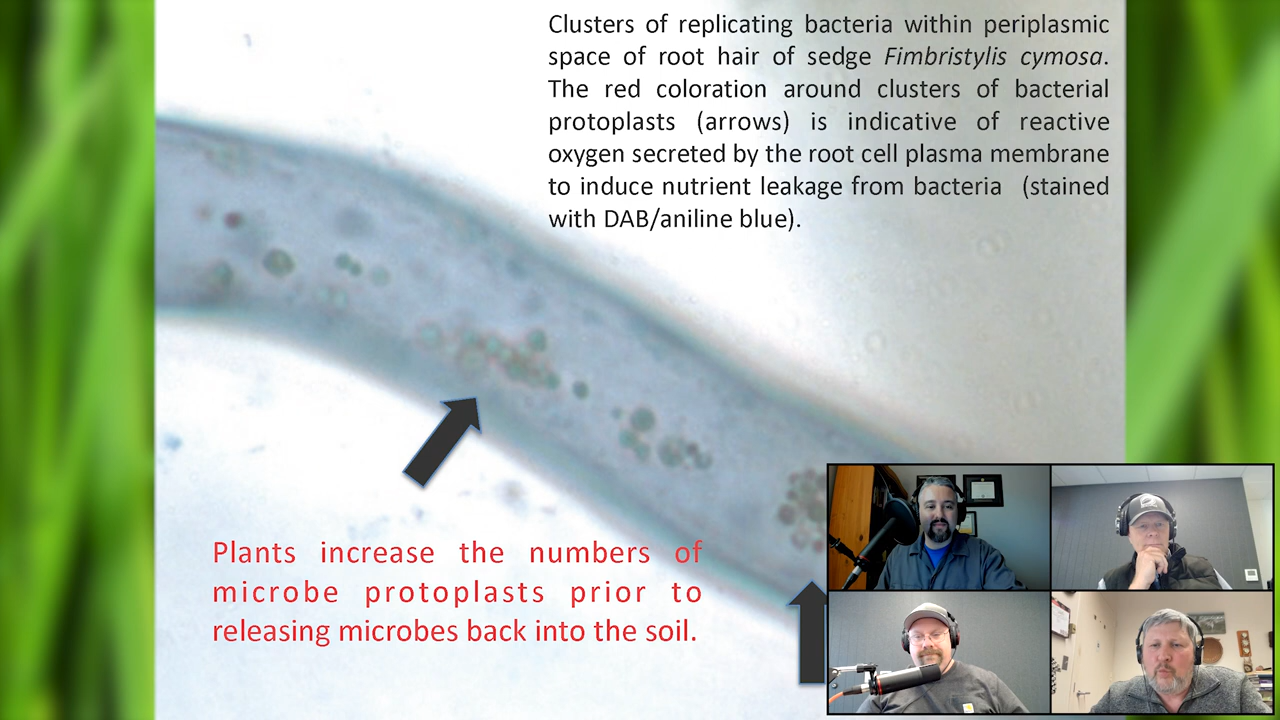 Clusters of replicating bacteria within periplasmic
space of root hair of sedge Fimbristylis cymosa.
The red coloration around clusters of bacterial
protoplasts (arrows) is indicative of reactive
oxygen secreted by the root cell plasma membrane
to induce nutrient leakage from bacteria (stained
with DAB/aniline blue).
Plants increase the numbers of
microbe protoplasts prior to
releasing microbes back into the soil.